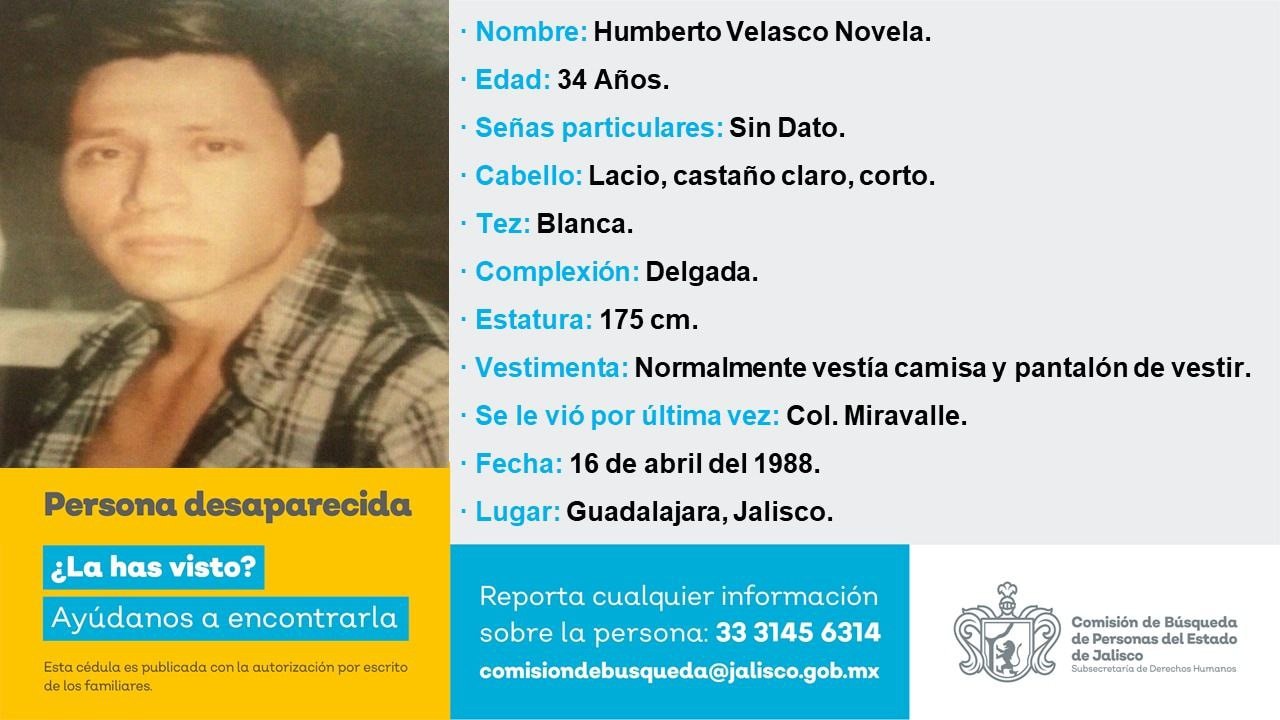 · Nombre: Humberto Velasco Novela.
· Edad: 34 Años.
· Señas particulares: Sin Dato.
· Cabello: Lacio, castaño claro, corto.
· Tez: Blanca.
· Complexión: Delgada.
· Estatura: 175 cm.
· Vestimenta: Normalmente vestía camisa y pantalón de vestir.
· Se le vió por última vez: Col. Miravalle.
· Fecha: 16 de abril del 1988.
· Lugar: Guadalajara, Jalisco.
Persona desaparecida
¿La has visto?
Ayúdanos a encontrarla
Esta cédula es publicada con la autorización por escrito
de los familiares.
Reporta cualquier información
sobre la persona: 33 3145 6314
comisiondebusqueda@jalisco.gob.mx
Comisión de Búsqueda
de Personas del Estado
de Jalisco
Subsecretaría de Derechos Humanos